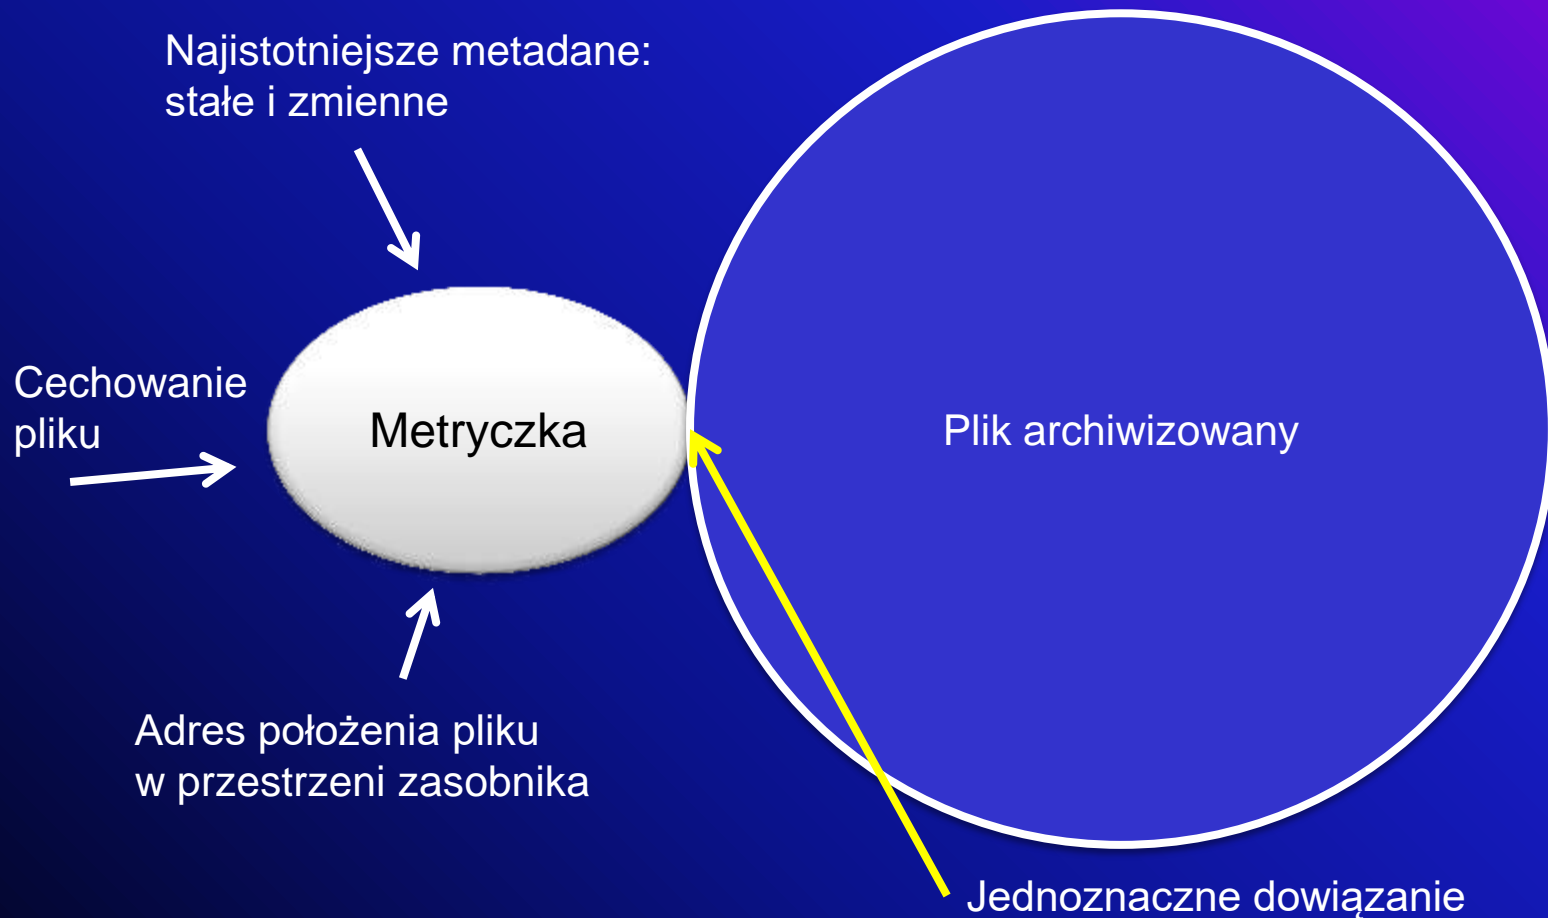 Najistotniejsze metadane:
stałe i zmienne
Cechowanie
pliku
Metryczka
Plik archiwizowany
Adres położenia pliku
w przestrzeni zasobnika
Jednoznaczne dowiązanie